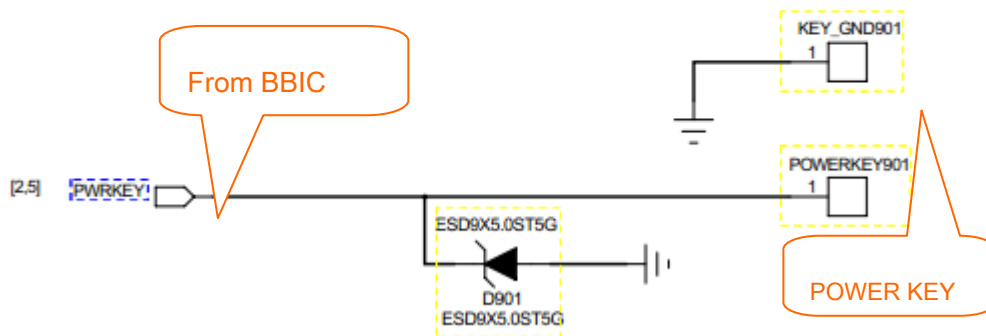 KEY_GND901
1
From BBIC
POWERKEY901
[2,5]
PWRKEY
1
ESD9X5.0ST5G
D901
ESD9X5.0ST5G
POWER KEY